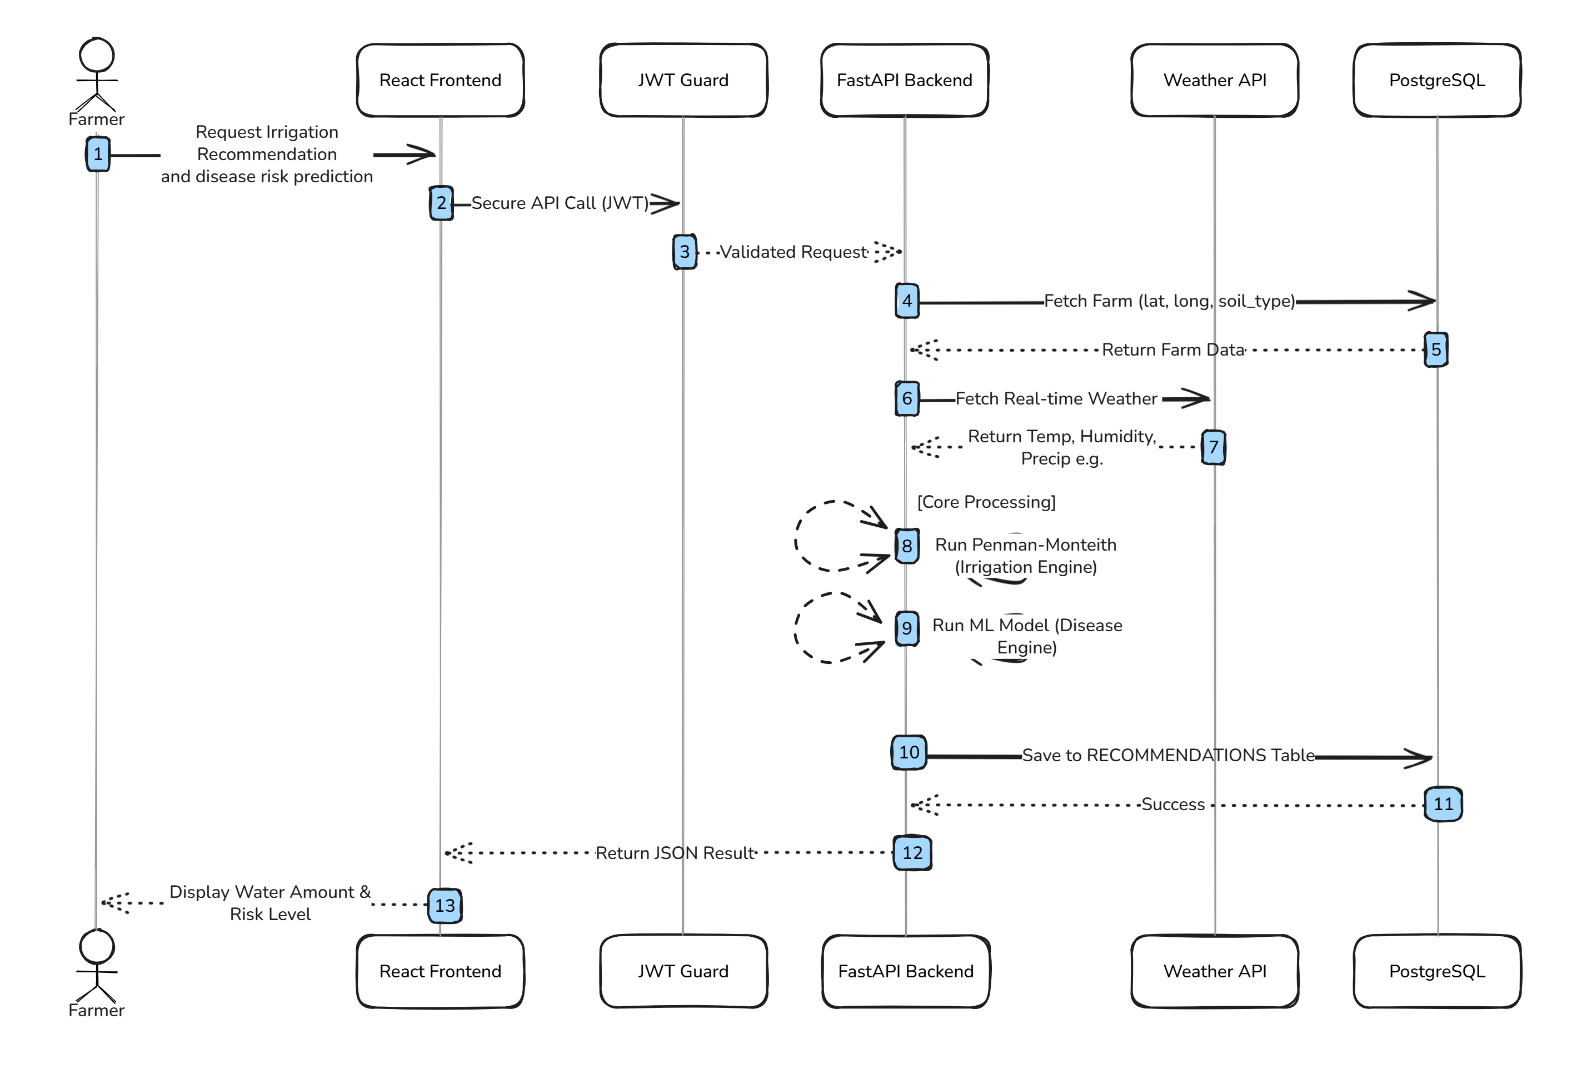 React Frontend
JWT Guard
FastAPI Backend
Weather API
PostgreSQL
Farmer
Request Irrigation
Recommendation
and disease risk prediction
1
2
Secure API Call (JWT)
3
Validated Request
4
Fetch Farm (lat, long, soil_type)
Return Farm Data
5
6
Fetch Real-time Weather
Return Temp, Humidity,
Precip e.g.
7
[Core Processing]
8
Run Penman-Monteith
(Irrigation Engine)
9
Run ML Model (Disease
Engine)
10
Save to RECOMMENDATIONS Table
Success
11
Return JSON Result
12
Display Water Amount &
Risk Level
13
React Frontend
JWT Guard
FastAPI Backend
Weather API
PostgreSQL
Farmer